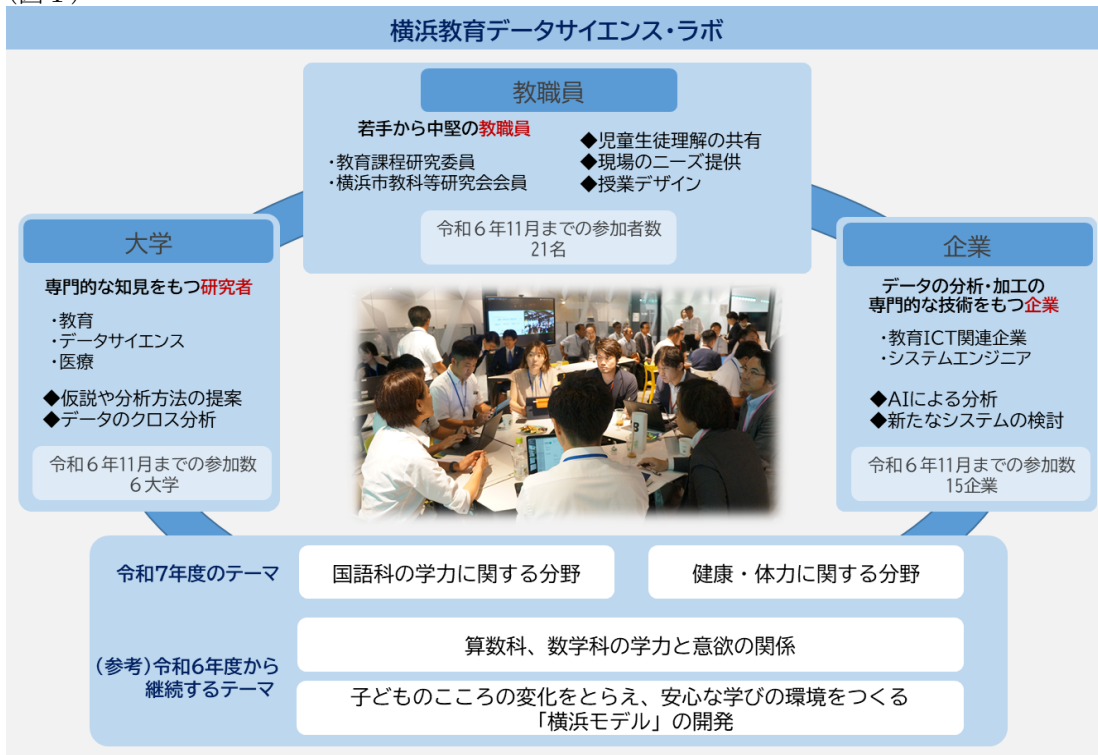 横浜教育データサイエンス・ラボ
教職員
若手から中堅の教職員
・教育課程研究委員
・横浜市教科等研究会会員
◆児童生徒理解の共有
◆現場のニーズ提供
◆授業デザイン
令和6年11月までの参加者数
21名
大学
専門的な知見をもつ研究者
・教育
・データサイエンス
・医療
◆仮説や分析方法の提案
◆データのクロス分析
令和6年11月までの参加数
6大学
企業
データの分析・加工の
専門的な技術をもつ企業
・教育ICT関連企業
・システムエンジニア
◆AIによる分析
◆新たなシステムの検討
令和6年11月までの参加数
15企業
令和7年度のテーマ
国語科の学力に関する分野
健康・体力に関する分野
(参考)令和6年度から
継続するテーマ
算数科、数学科の学力と意欲の関係
子どものこころの変化をとらえ、安心な学びの環境をつくる
「横浜モデル」の開発